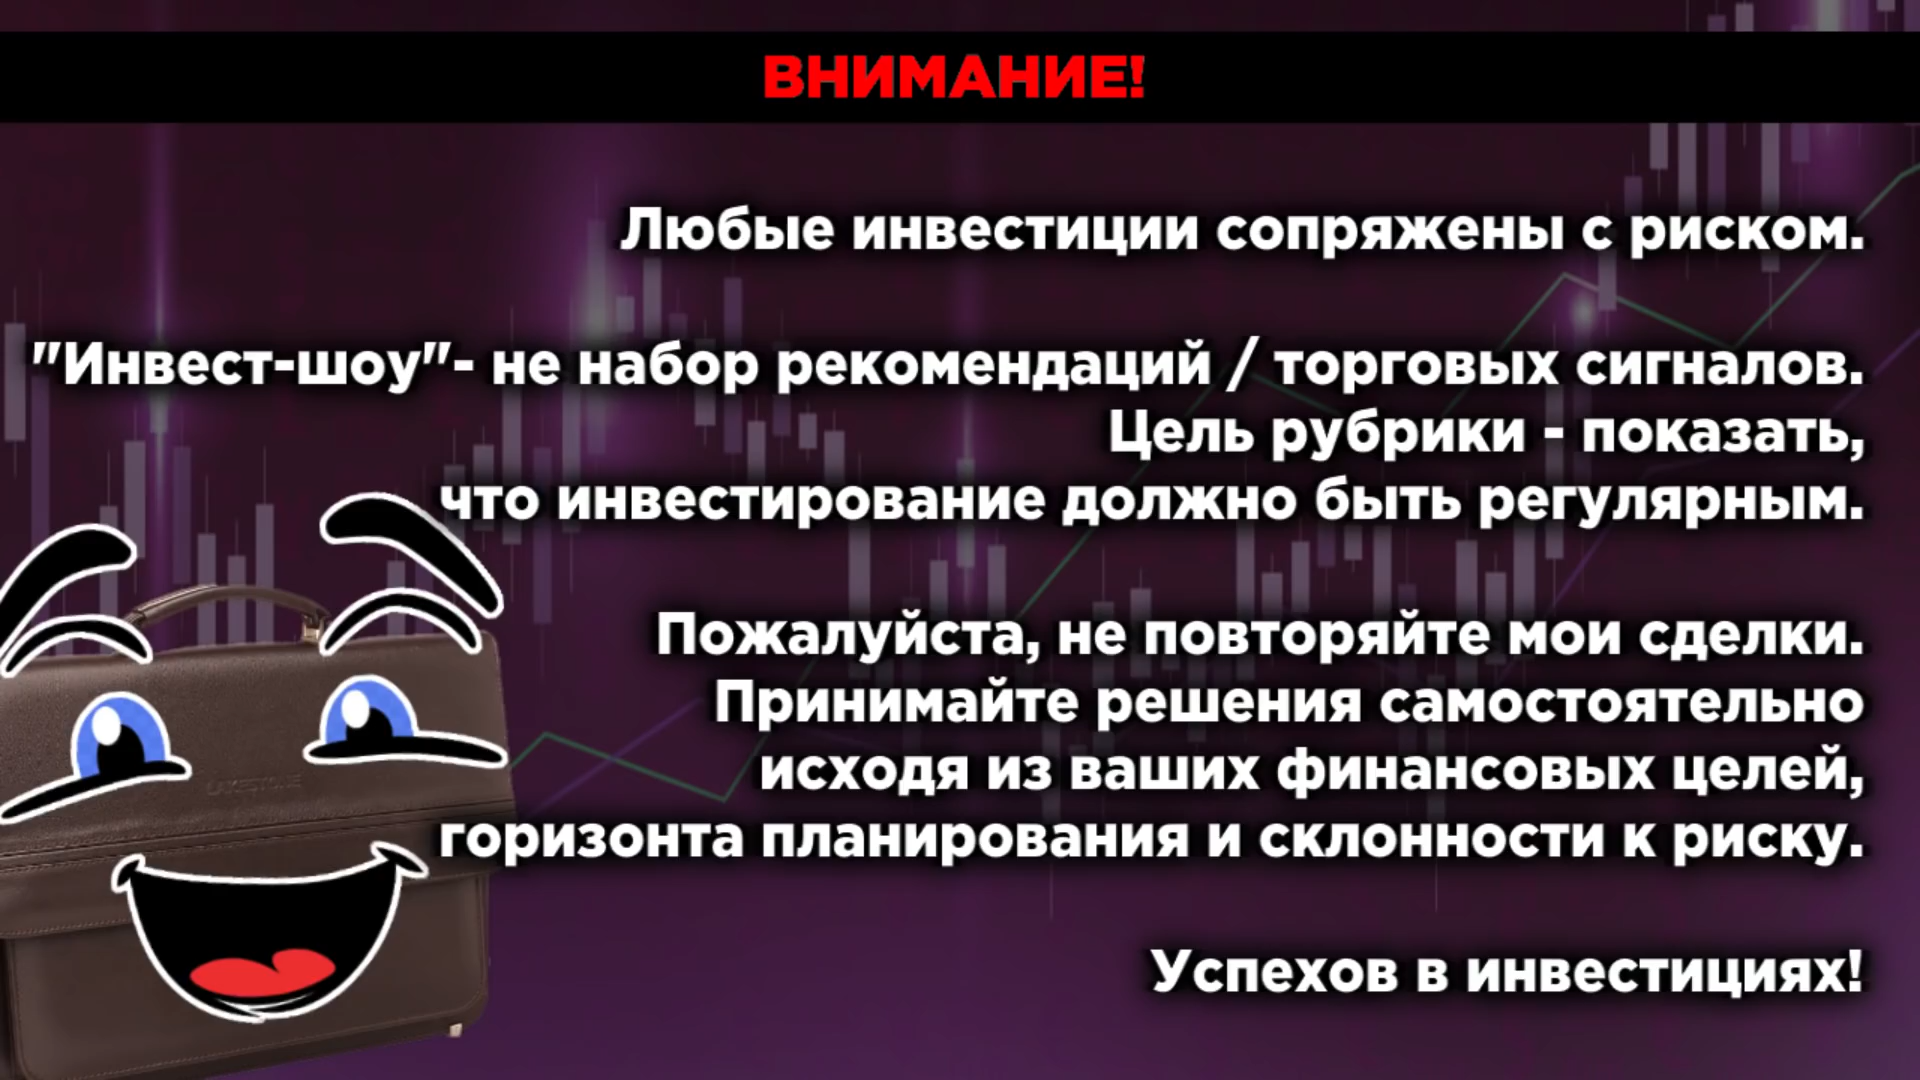 ВНИМАНИЕ!
Любые инвестиции сопряжены с риском.
"Инвест-шоу"- не набор рекомендаций / торговых сигналов.
Цель рубрики - показать,
что инвестирование должно быть регулярным.
Пожалуйста, не повторяйте мои сделки.
Принимайте решения самостоятельно
исходя из ваших финансовых целей,
горизонта планирования и склонности к риску.
LAKESTONE
Успехов в инвестициях!